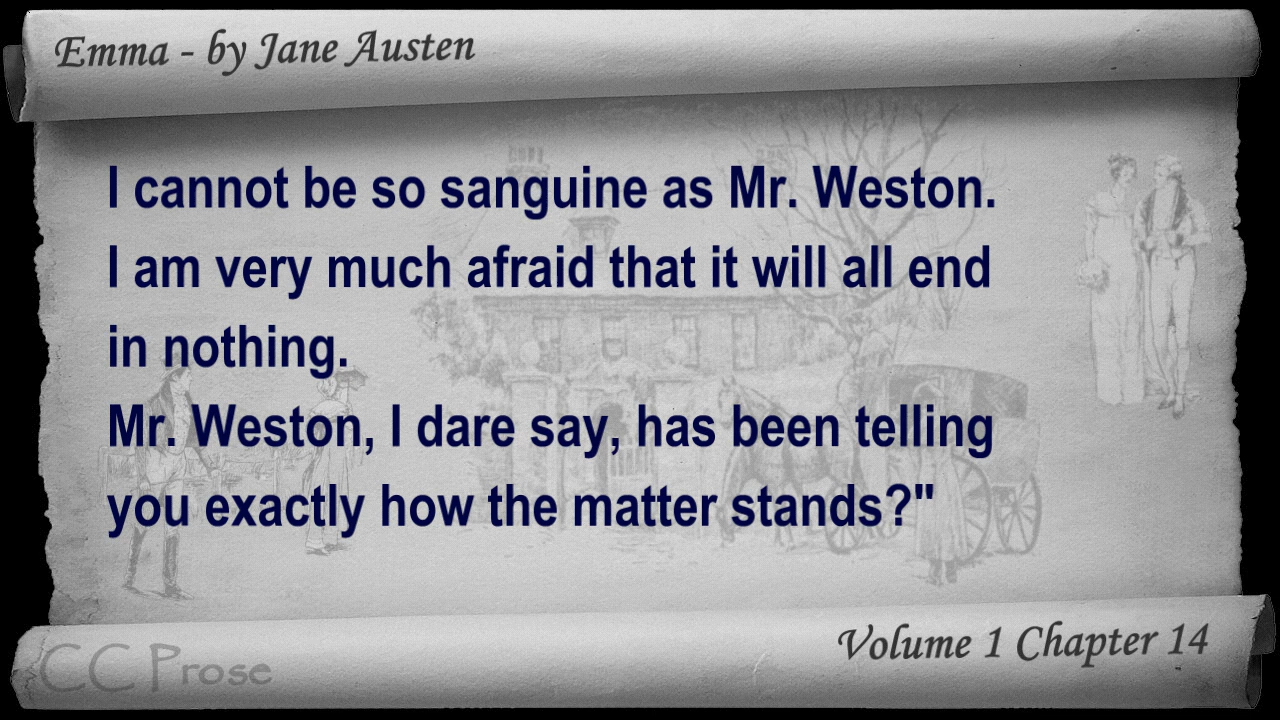 Emma - by Jane Austen
I cannot be so sanguine as Mr. Weston.
I am very much afraid that it will all end
in nothing.
Mr. Weston, I dare say, has been telling
you exactly how the matter stands?"
Volume 1 Chapter 14
CC Prose